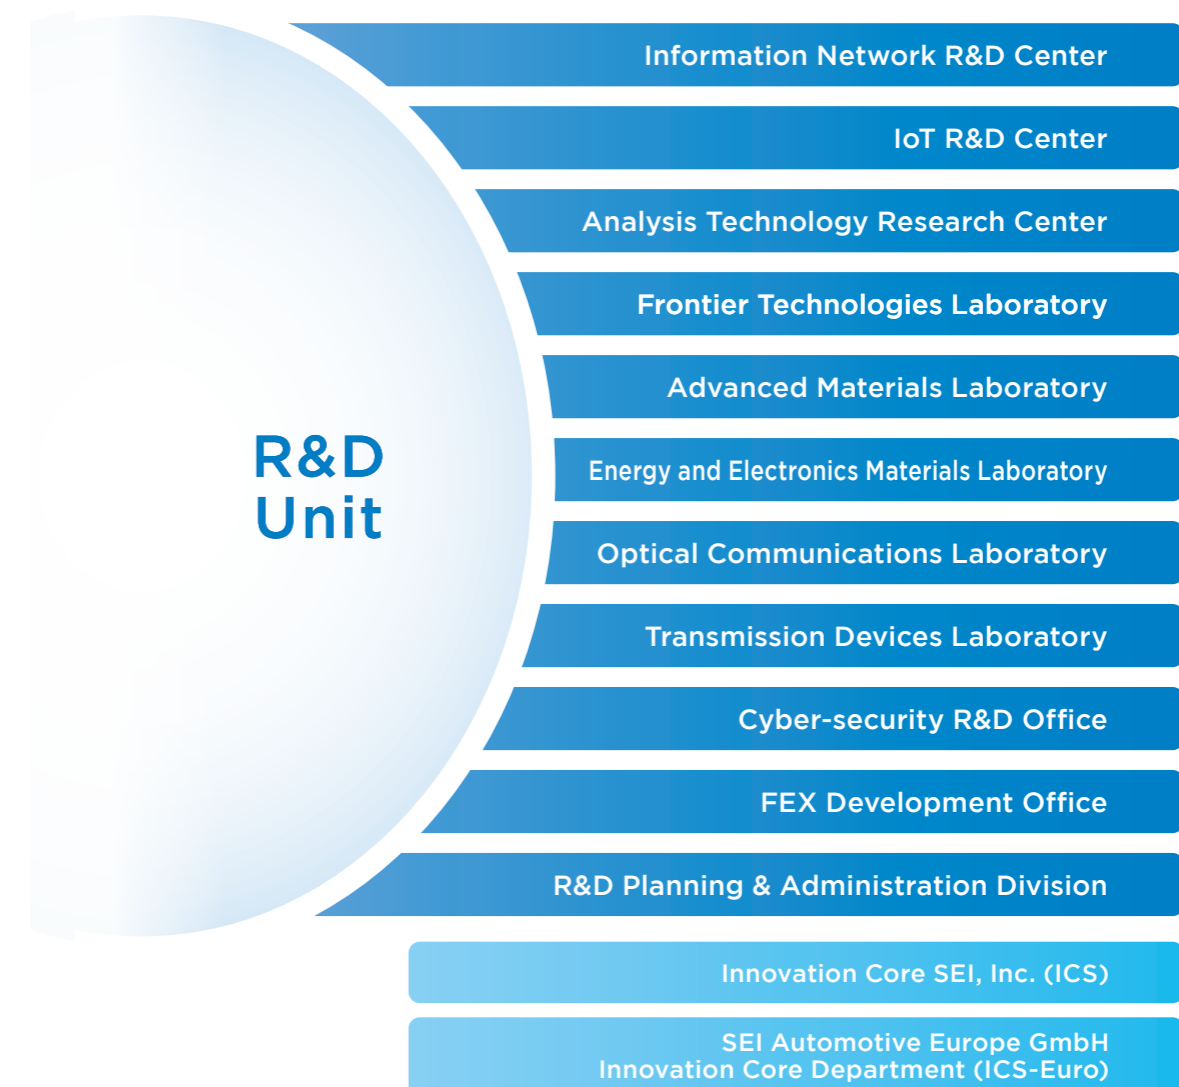 R&D
Unit
Information Network R&D Center
IoT R&D Center
Analysis Technology Research Center
Frontier Technologies Laboratory
Advanced Materials Laboratory
Energy and Electronics Materials Laboratory
Optical Communications Laboratory
Transmission Devices Laboratory
Cyber-security R&D Office
FEX Development Office
R&D Planning & Administration Division
Innovation Core SEI, Inc. (ICS)
SEI Automotive Europe GmbH
Innovation Core Department (ICS-Euro)